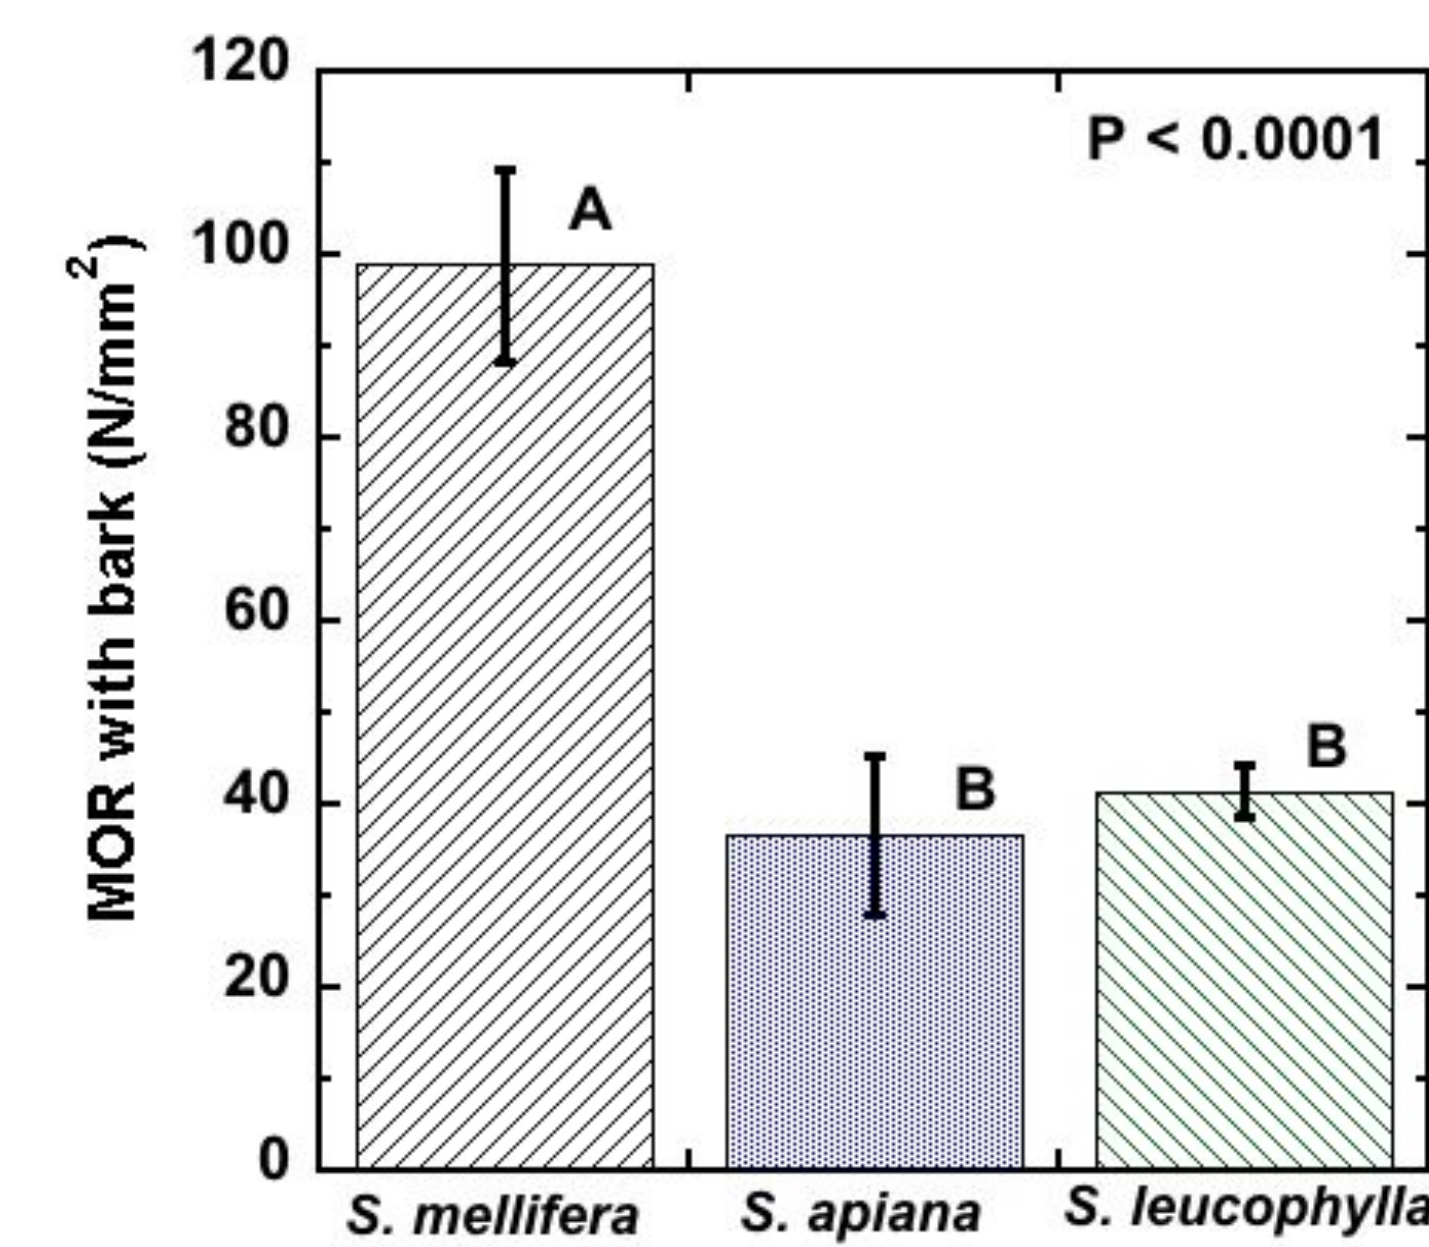 120
P < 0.0001
A
100
MOR with bark (N/mm²)
80
60
B
B
40
20
0
S. mellifera
S. apiana
S. leucophylla